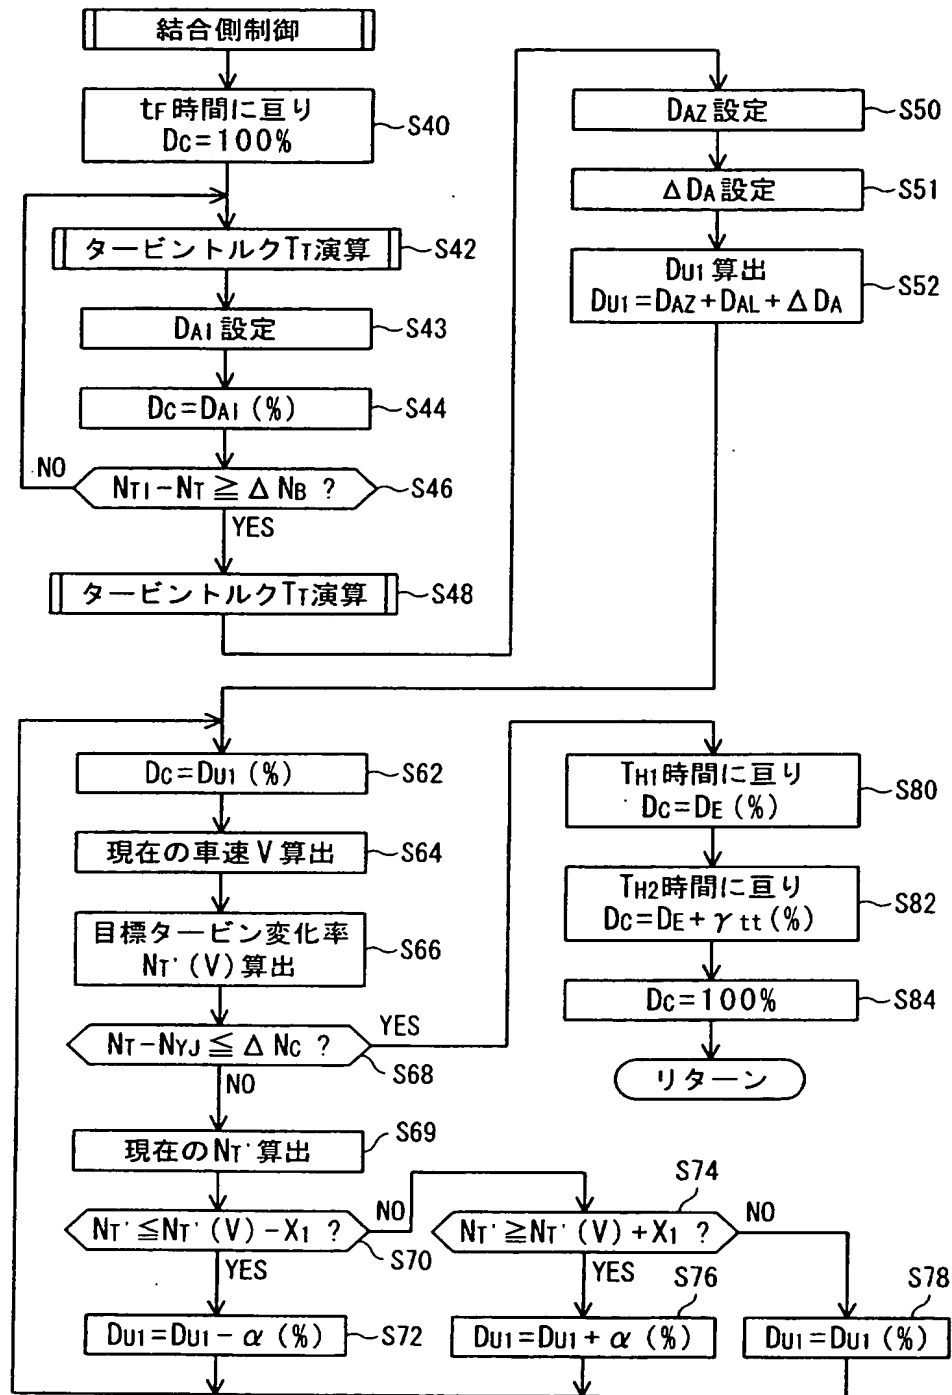 結合側制御
tF時間に亘り
Dc=100%
S40
タービントルクTT演算
S42
DA1設定
S43
Dc=DA1(%)
S44
NO
NT1-NT≧ΔNB ?
S46
YES
タービントルクTT演算
S48
DAZ設定
S50
ΔDA設定
S51
DU1算出
DU1=DAZ+DAL+ΔDA
S52
Dc=DU1(%)
S62
現在の車速V算出
S64
目標タービン変化率
NT'(V)算出
S66
NT-NYJ≦ΔNC ?
YES
S68
NO
TH1時間に亘り
Dc=DE(%)
S80
TH2時間に亘り
Dc=DE+γtt(%)
S82
Dc=100%
S84
リターン
現在のNT'算出
S69
NT'≦NT'(V)-X1 ?
NO
S70
YES
DU1=DU1-α(%)
S72
S74
NT'≧NT'(V)+X1 ?
NO
YES
S76
DU1=DU1+α(%)
S78
DU1=DU1(%)